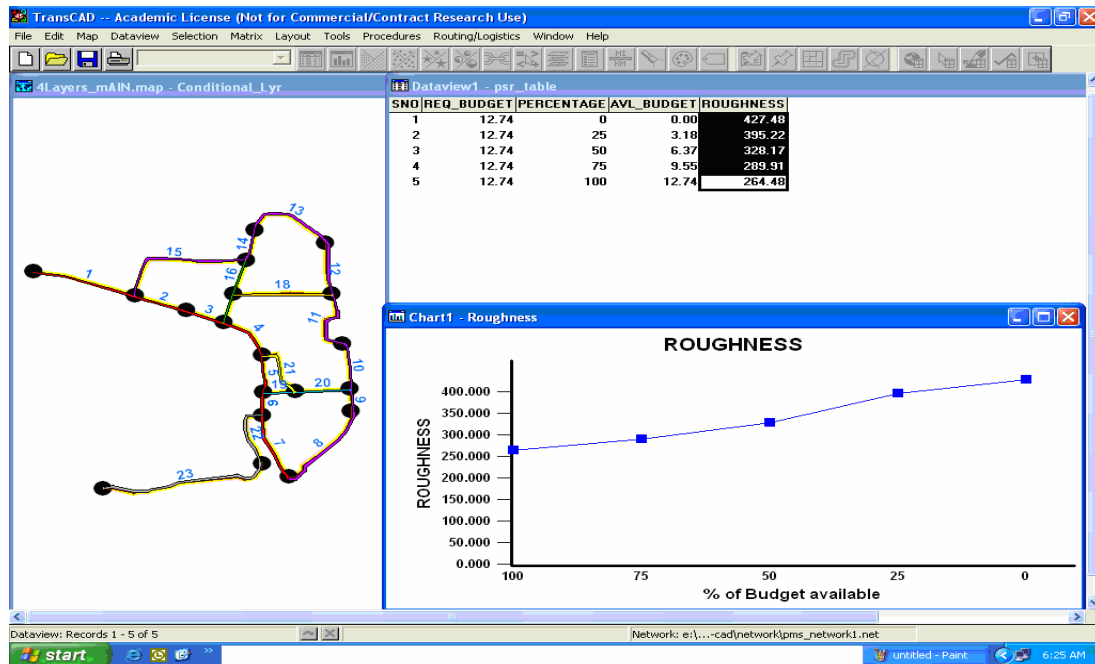 TransCAD -- Academic License (Not for Commercial/Contract Research Use)
File Edit Map Dataview Selection Matrix Layout Tools Procedures Routing/Logistics Window Help
MI
KM
4Layers_mAIN.map - Conditional_Lyr
13
15
14
1
16
12
18
2
3
11
4
21
10
5
19
20
9
6
22
7
8
23
Dataview1 - psr_table
SNO REQ_BUDGET PERCENTAGE AVL_BUDGET ROUGHNESS
1 12.74 0 0.00 427.48
2 12.74 25 3.18 395.22
3 12.74 50 6.37 328.17
4 12.74 75 9.55 289.91
5 12.74 100 12.74 264.48
Chart1 - Roughness
ROUGHNESS
ROUGHNESS
400.000
350.000
300.000
250.000
200.000
150.000
100.000
50.000
0.000
100 75 50 25 0
% of Budget available
Dataview: Records 1 - 5 of 5
Network: e:\...-cad\network\pms_network1.net
start
untitled - Paint
6:25 AM